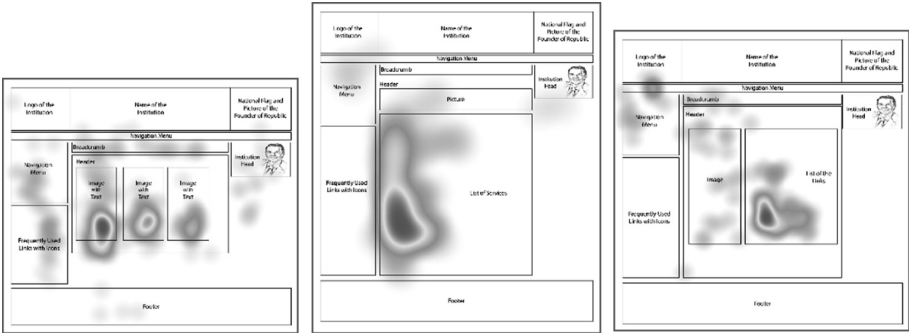 Logo of the
Institution
Name of the
Institution
National Flag and
Picture of the
Founder of Republic
Navigation Menu
Breadcrumb
Header
Navigation
Menu
Institution
Head
Image
with
Text
Image
with
Text
Image
with
Text
Frequently Used
Links with Icons
Footer
Logo of the
Institution
Name of the
Institution
National Flag and
Picture of the
Founder of Republic
Navigation Menu
Breadcrumb
Header
Navigation
Menu
Institution
Head
Picture
Frequently Used
Links with Icons
List of Services
Footer
Logo of the
Institution
Name of the
Institution
National Flag and
Picture of the
Founder of Republic
Navigation Menu
Breadcrumb
Header
Navigation
Menu
Institution
Head
Image
List of the
Links
Frequently Used
Links with Icons
Footer